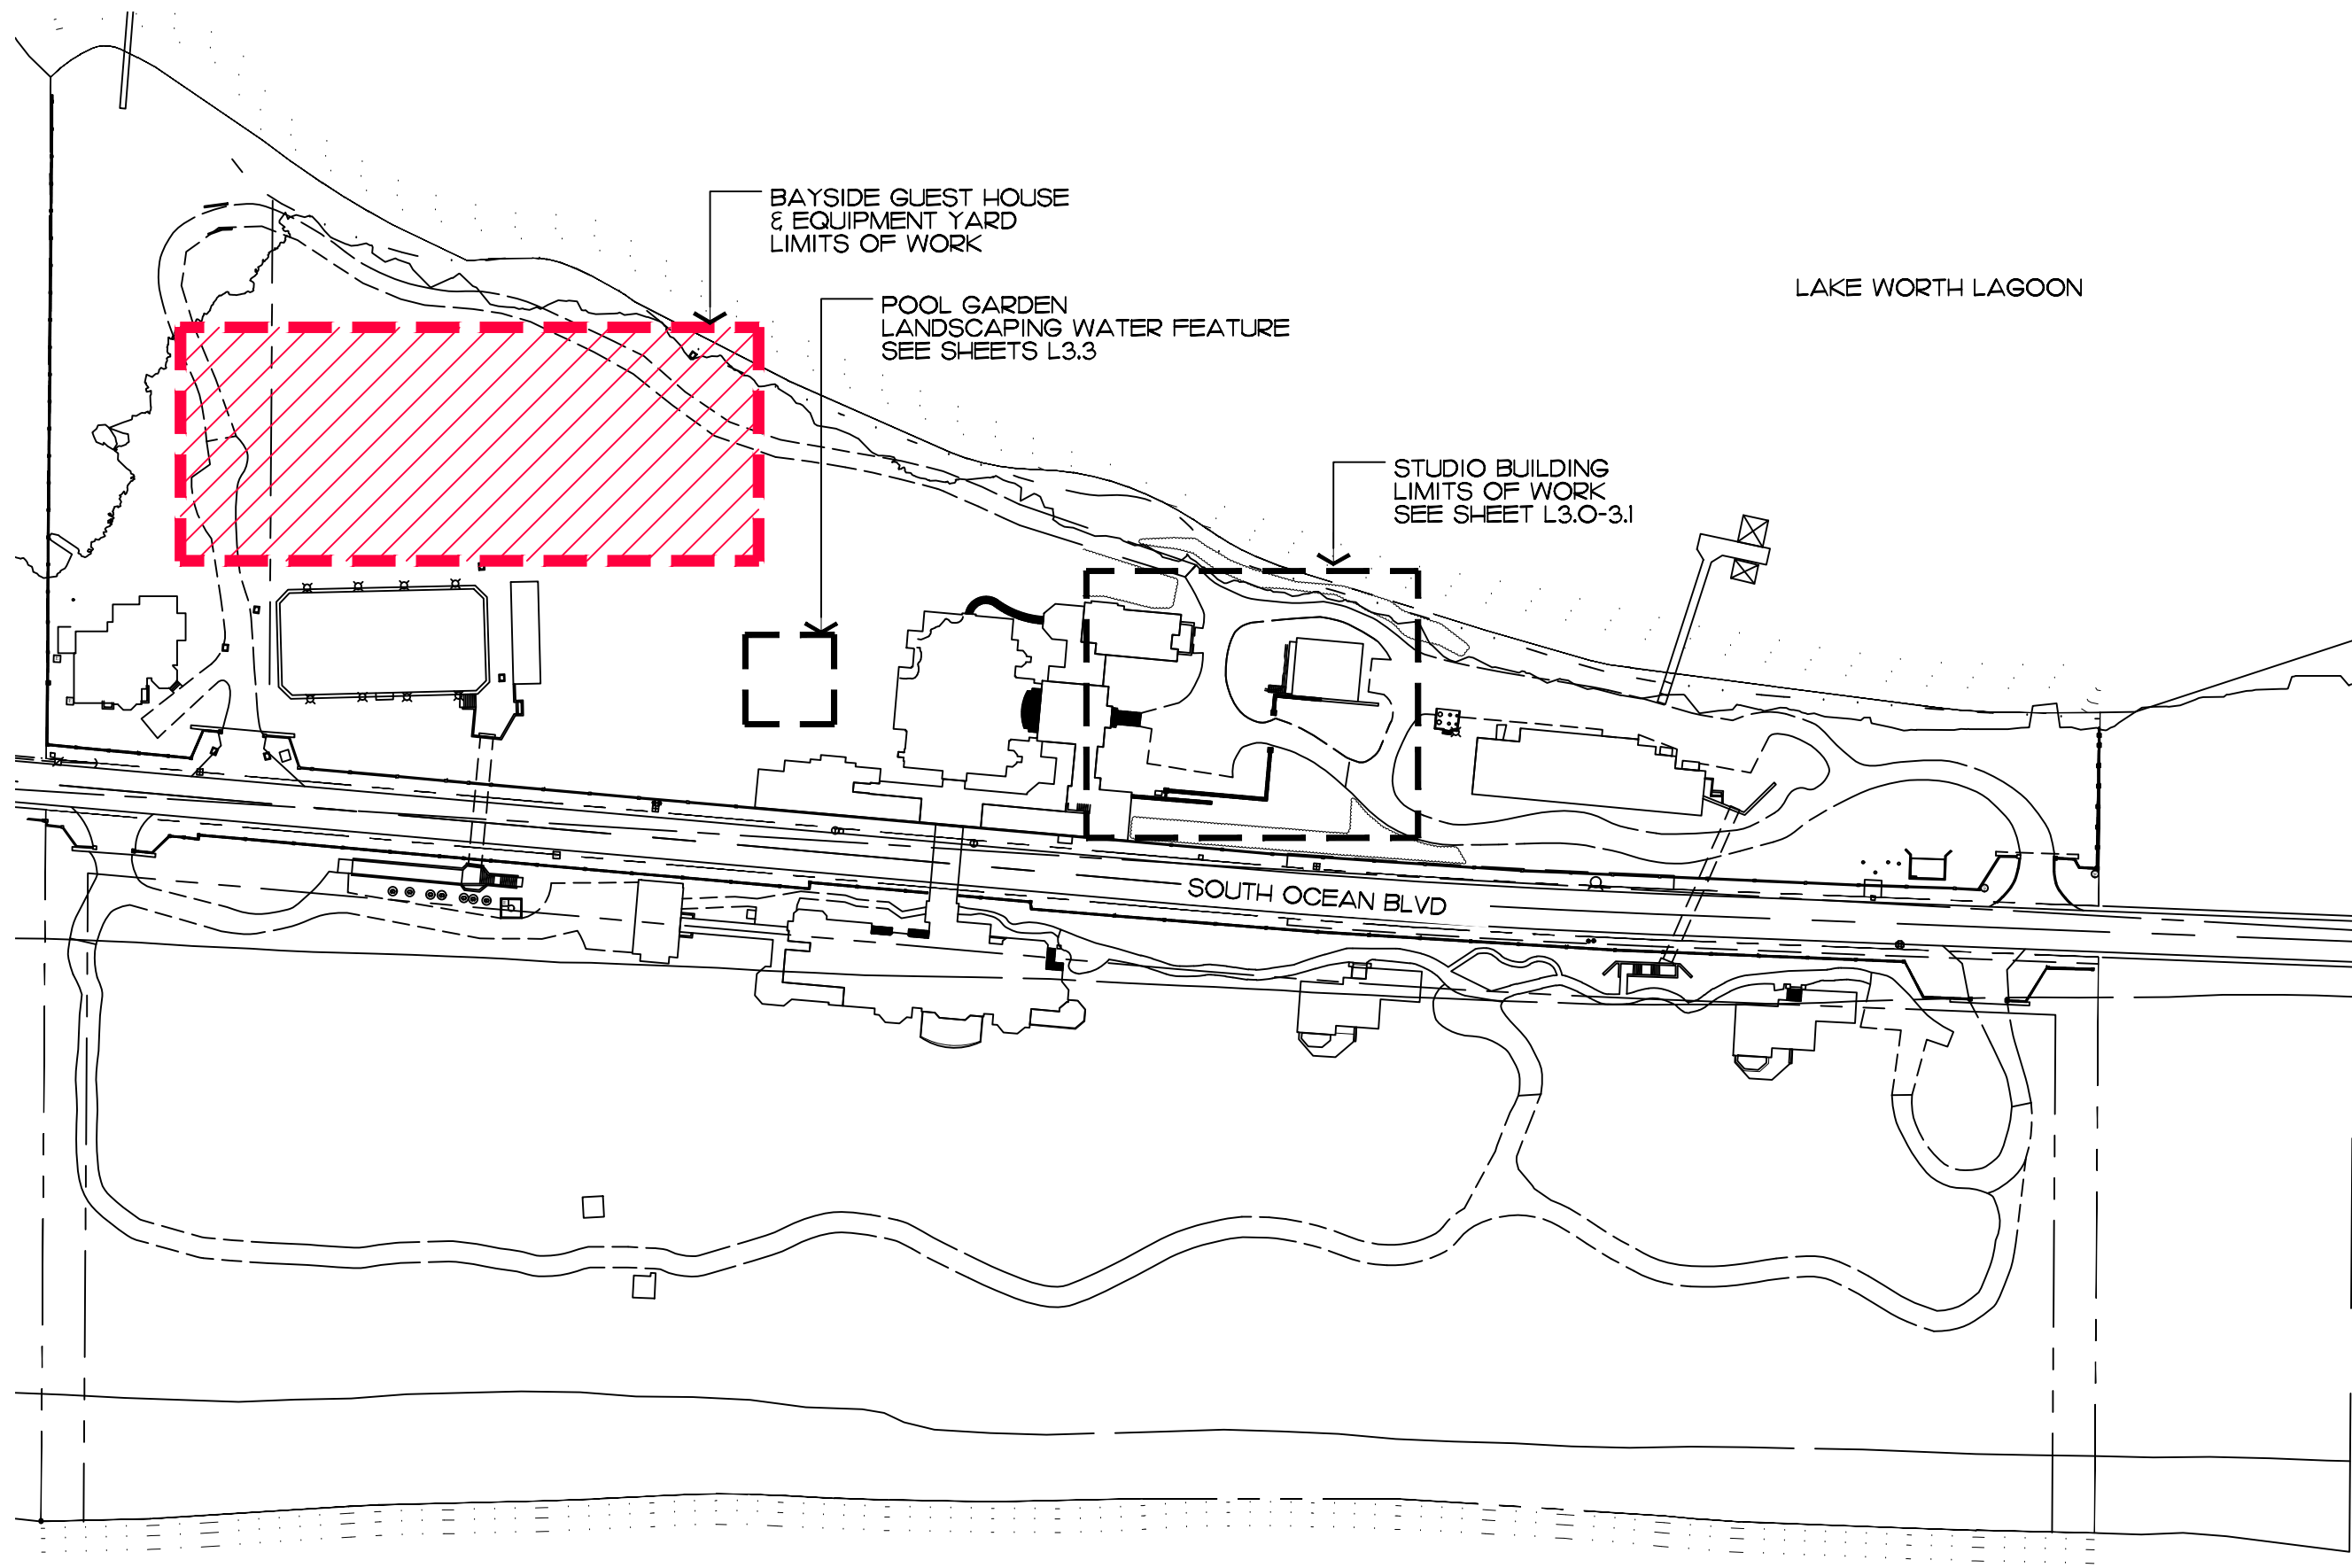 BAYSIDE GUEST HOUSE
& EQUIPMENT YARD
LIMITS OF WORK
POOL GARDEN
LANDSCAPING WATER FEATURE
SEE SHEETS L3.3
LAKE WORTH LAGOON
STUDIO BUILDING
LIMITS OF WORK
SEE SHEET L3.0-3.1
SOUTH OCEAN BLVD